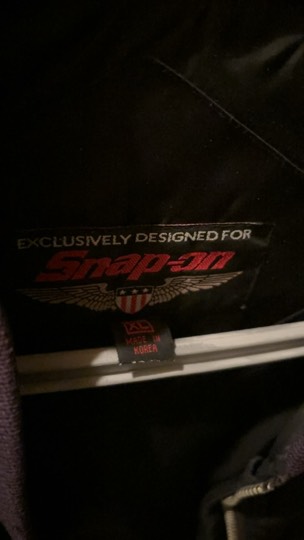 EXCLUSIVELY DESIGNED FOR
Snap-on
XL
MADE IN
KOREA